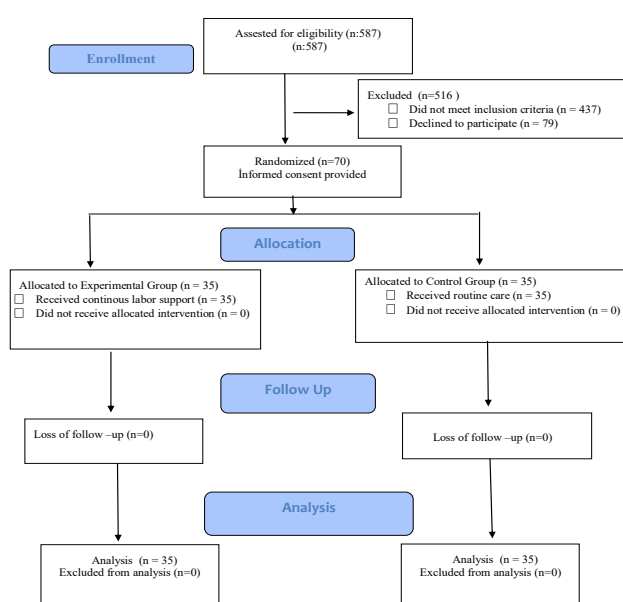 Assested for eligibility (n:587)
(n:587)
Enrollment
Excluded (n=516 )
☐ Did not meet inclusion criteria (n = 437)
☐ Declined to participate (n = 79)
Randomized (n=70)
İnformed consent provided
Allocation
Allocated to Experimental Group (n = 35)
☐ Received continous labor support (n = 35)
☐ Did not receive allocated intervention (n = 0)
Allocated to Control Group (n = 35)
☐ Received routine care (n = 35)
☐ Did not receive allocated intervention (n = 0)
Follow Up
Loss of follow –up (n=0)
Loss of follow –up (n=0)
Analysis
Analysis (n = 35)
Excluded from analysis (n=0)
Analysis (n = 35)
Excluded from analysis (n=0)